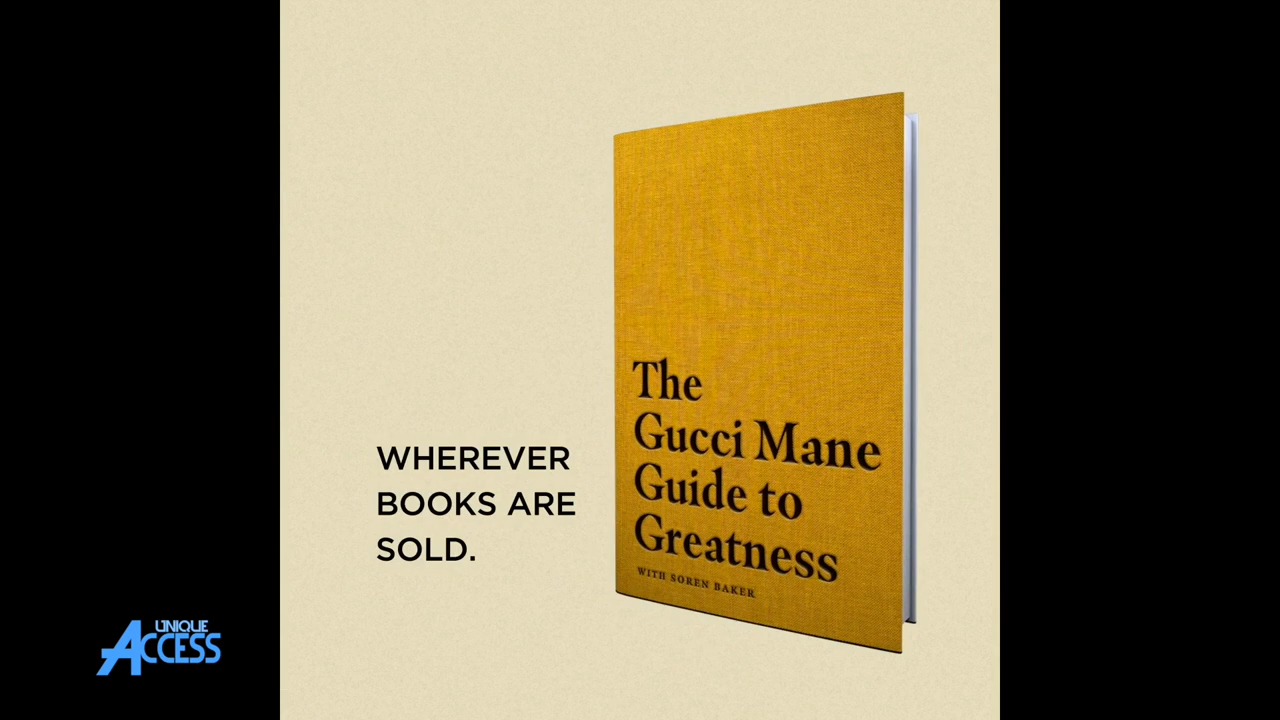 WHEREVER
BOOKS ARE
SOLD.
The
Gucci Mane
Guide to
Greatness
WITH SOREN BAKER
UNIQUE
ACCESS